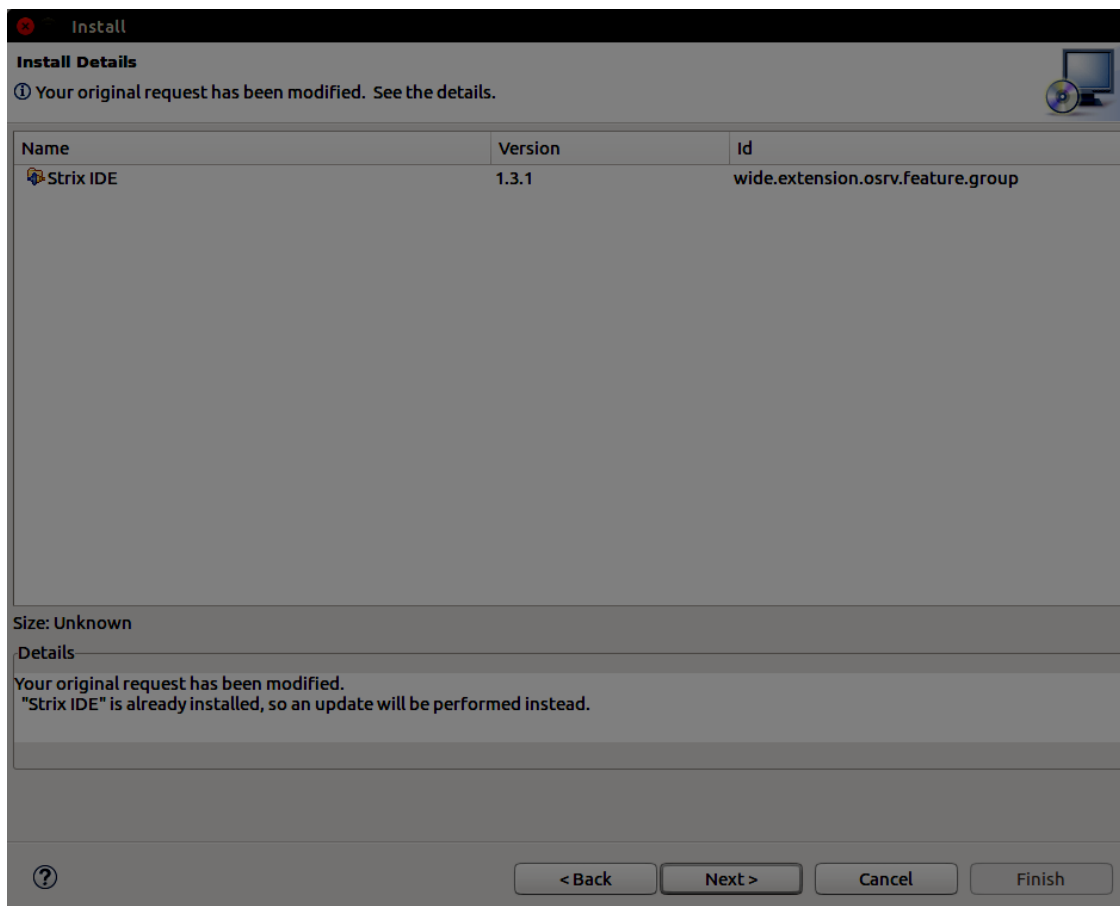 Install
Install Details
Your original request has been modified. See the details.
Name Version Id
Strix IDE 1.3.1 wide.extension.osrv.feature.group
Size: Unknown
Details
Your original request has been modified.
"Strix IDE" is already installed, so an update will be performed instead.
? < Back Next > Cancel Finish